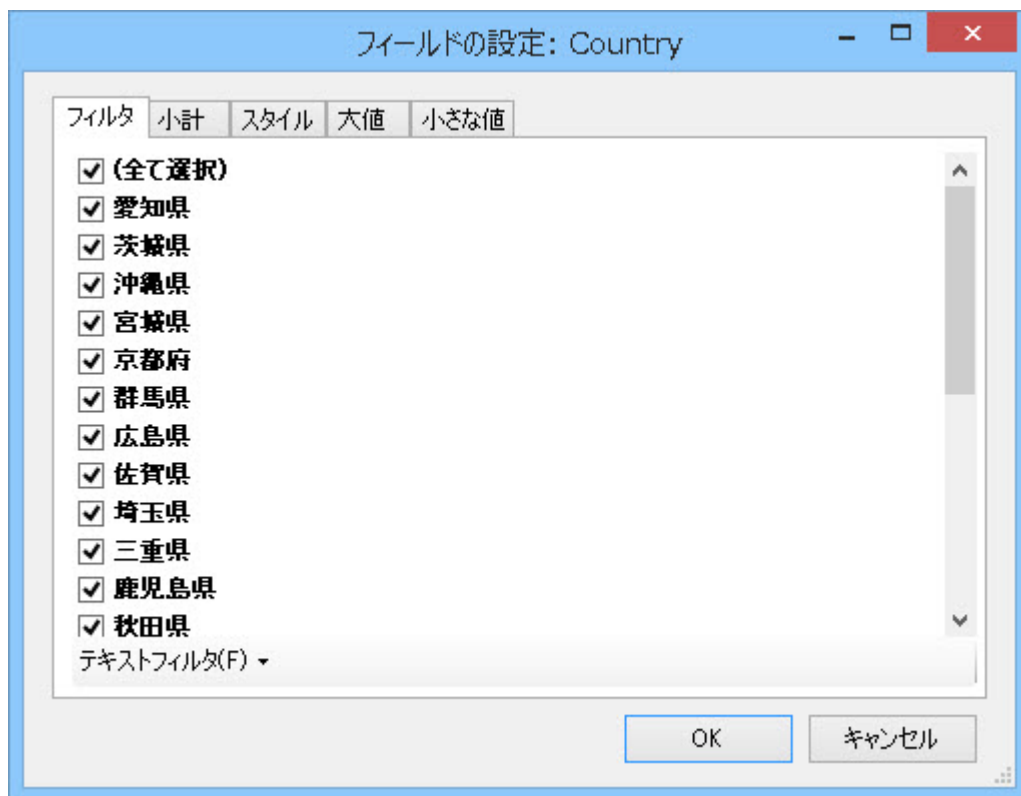 フィールドの設定: Country
フィルタ 小計 スタイル 大値 小さな値
(全て選択)
愛知県
茨城県
沖縄県
宮城県
京都府
群馬県
広島県
佐賀県
埼玉県
三重県
鹿児島県
秋田県
テキストフィルタ(F)
OK キャンセル